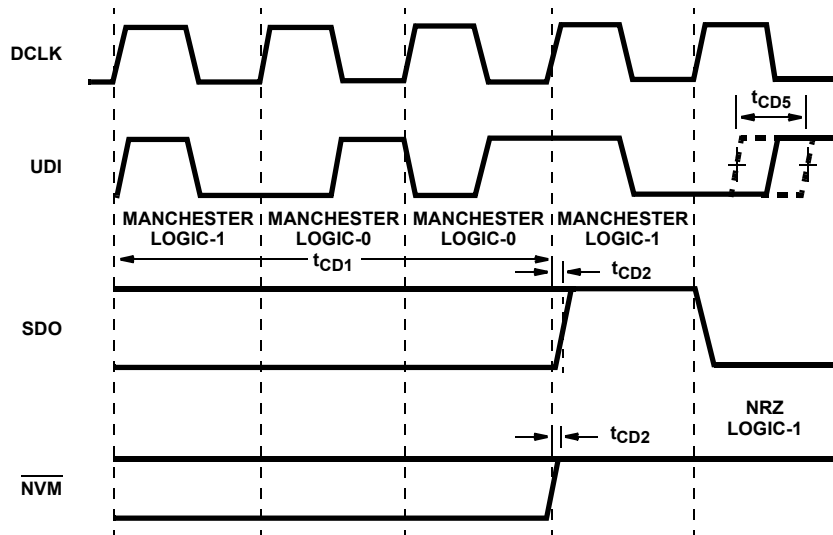 DCLK
tCD5
UDI
MANCHESTER LOGIC-1
MANCHESTER LOGIC-0
MANCHESTER LOGIC-0
MANCHESTER LOGIC-1
tCD1
tCD2
SDO
NRZ
LOGIC-1
tCD2
NVM